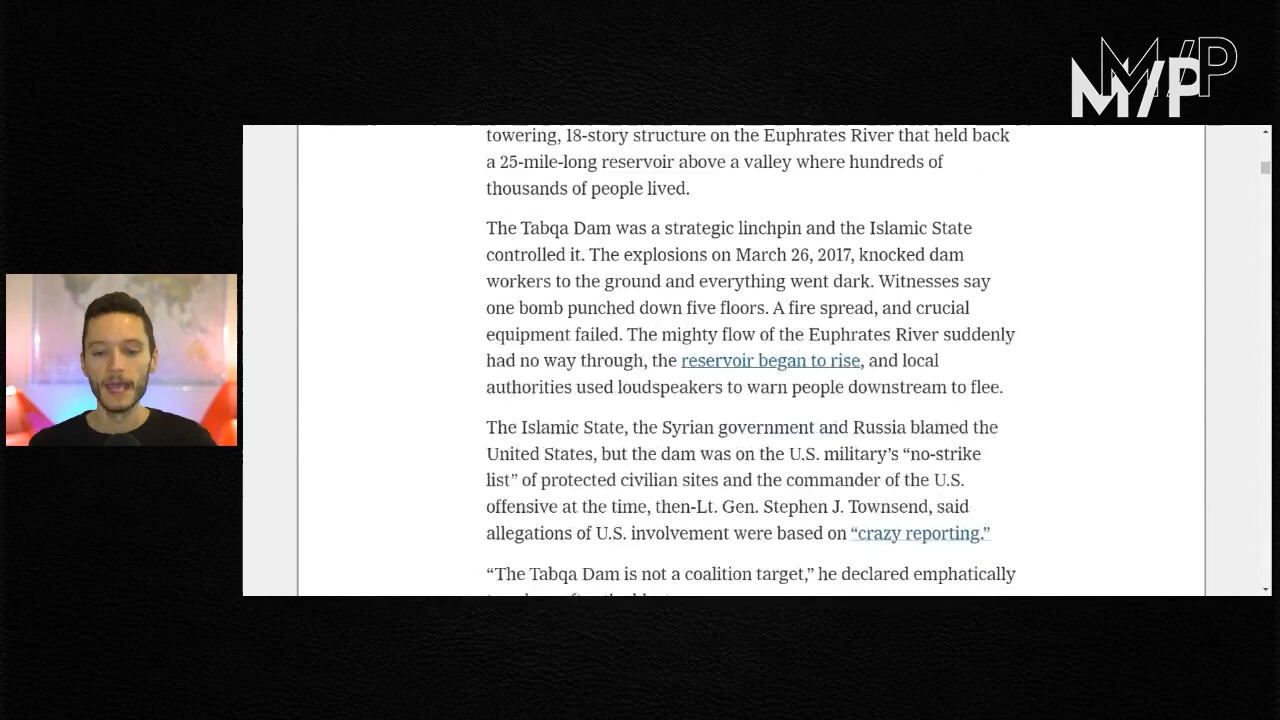 M/P
M/P
towering, 18-story structure on the Euphrates River that held back
a 25-mile-long reservoir above a valley where hundreds of
thousands of people lived.
The Tabqa Dam was a strategic linchpin and the Islamic State
controlled it. The explosions on March 26, 2017, knocked dam
workers to the ground and everything went dark. Witnesses say
one bomb punched down five floors. A fire spread, and crucial
equipment failed. The mighty flow of the Euphrates River suddenly
had no way through, the reservoir began to rise, and local
authorities used loudspeakers to warn people downstream to flee.
The Islamic State, the Syrian government and Russia blamed the
United States, but the dam was on the U.S. military’s “no-strike
list” of protected civilian sites and the commander of the U.S.
offensive at the time, then-Lt. Gen. Stephen J. Townsend, said
allegations of U.S. involvement were based on “crazy reporting.”
“The Tabqa Dam is not a coalition target,” he declared emphatically